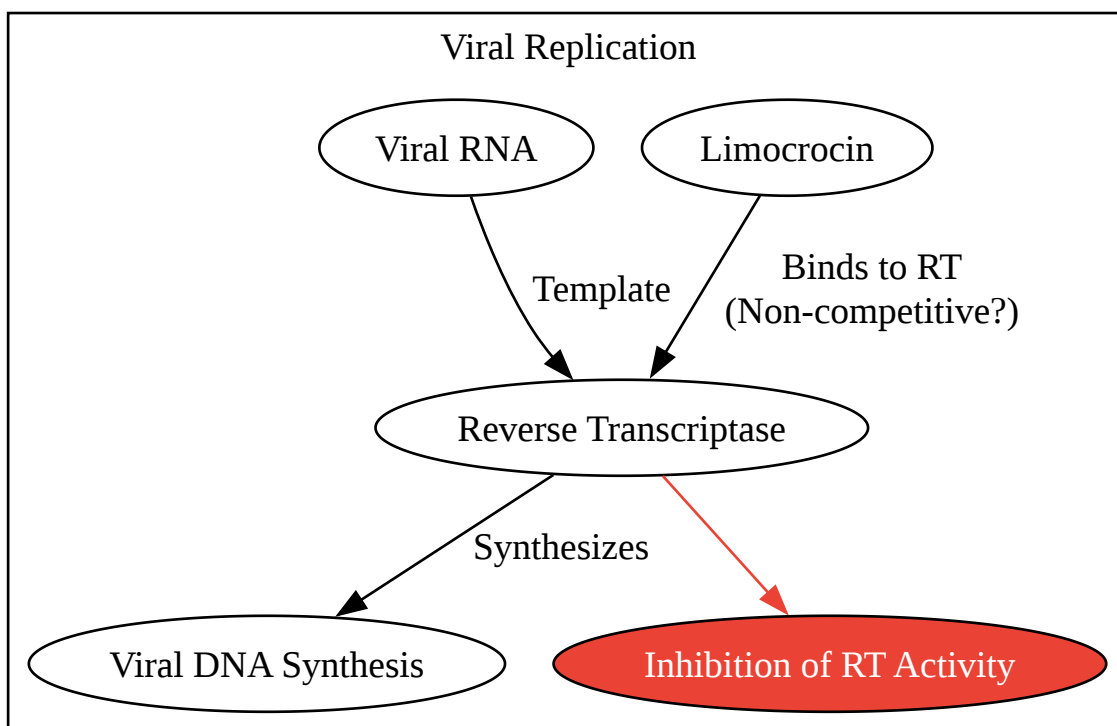 Viral Replication
Viral RNA
Limocrocin
Template
Binds to RT
(Non-competitive?)
Reverse Transcriptase
Synthesizes
Viral DNA Synthesis
Inhibition of RT Activity